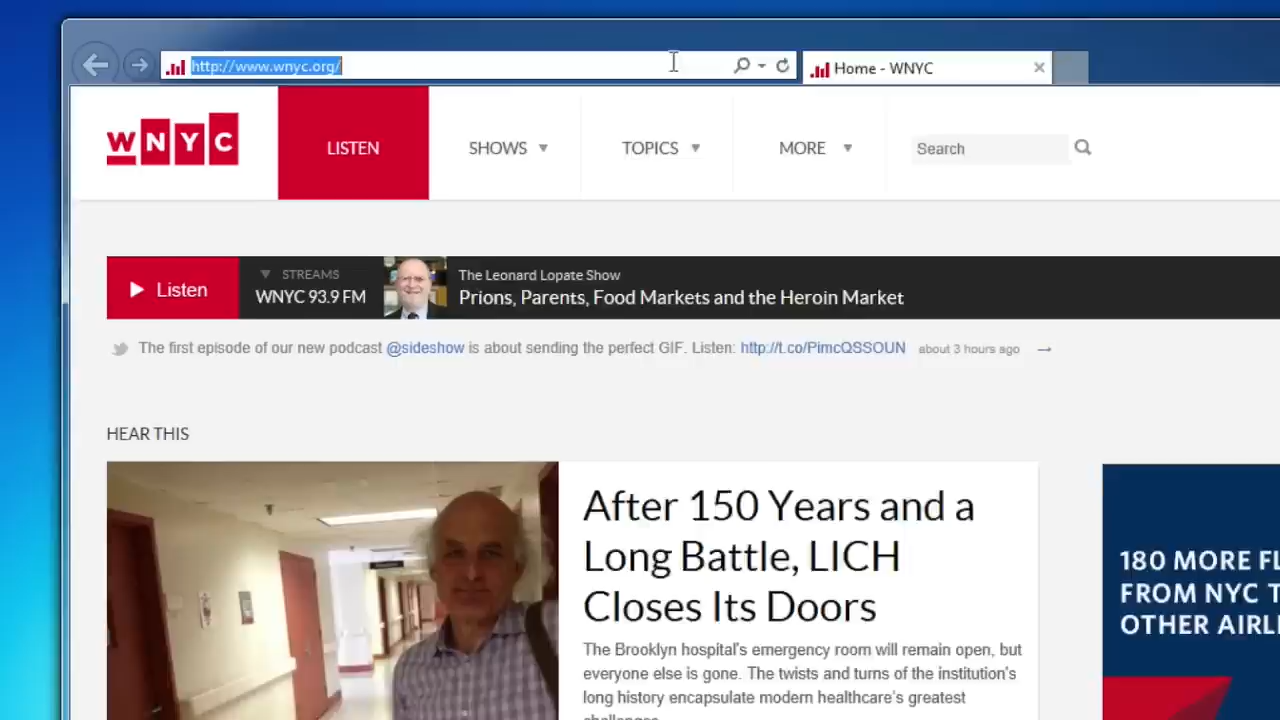 http://www.wnyc.org/
Home - WNYC
WNYC
LISTEN
SHOWS
TOPICS
MORE
Search
Listen
STREAMS
WNYC 93.9 FM
The Leonard Lopate Show
Prions, Parents, Food Markets and the Heroin Market
The first episode of our new podcast @sideshow is about sending the perfect GIF. Listen: http://t.co/PimcQSSOUN about 3 hours ago
HEAR THIS
After 150 Years and a
Long Battle, LICH
Closes Its Doors
The Brooklyn hospital's emergency room will remain open, but
everyone else is gone. The twists and turns of the institution's
long history encapsulate modern healthcare's greatest
180 MORE FL
FROM NYC T
OTHER AIRL